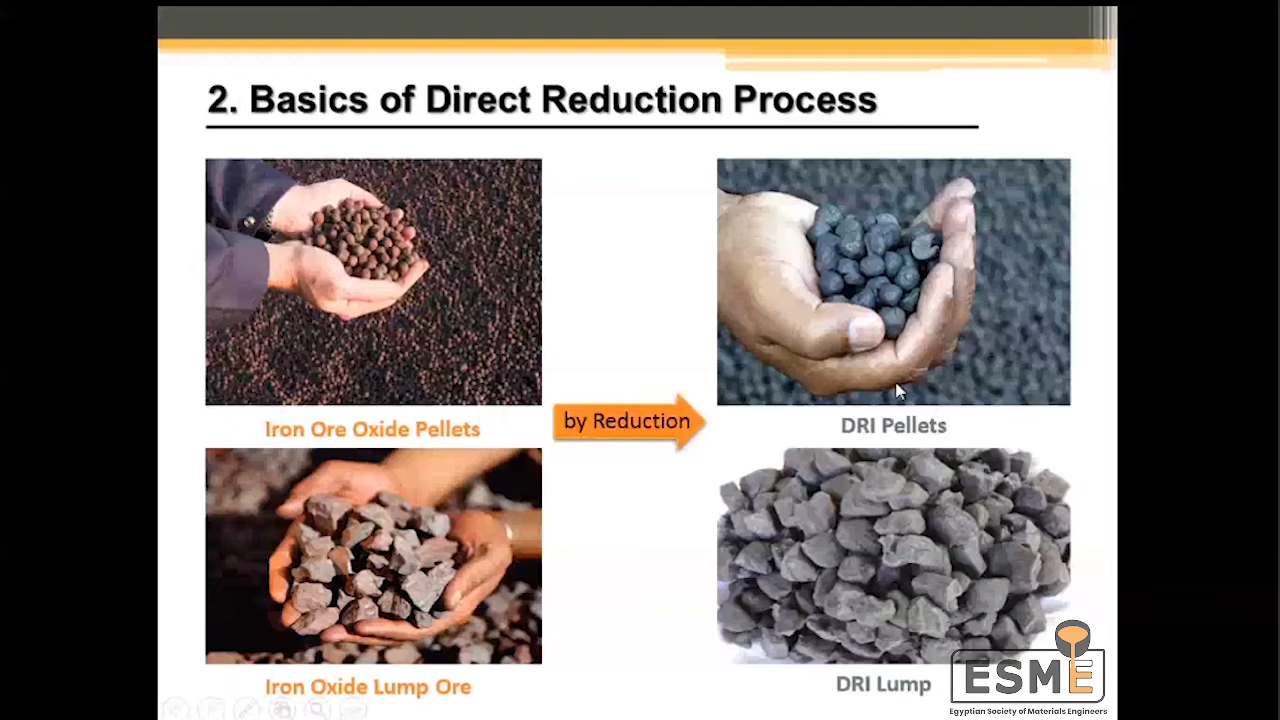 2. Basics of Direct Reduction Process
Iron Ore Oxide Pellets
by Reduction
DRI Pellets
Iron Oxide Lump Ore
DRI Lump
ESME
Egyptian Society of Materials Engineers